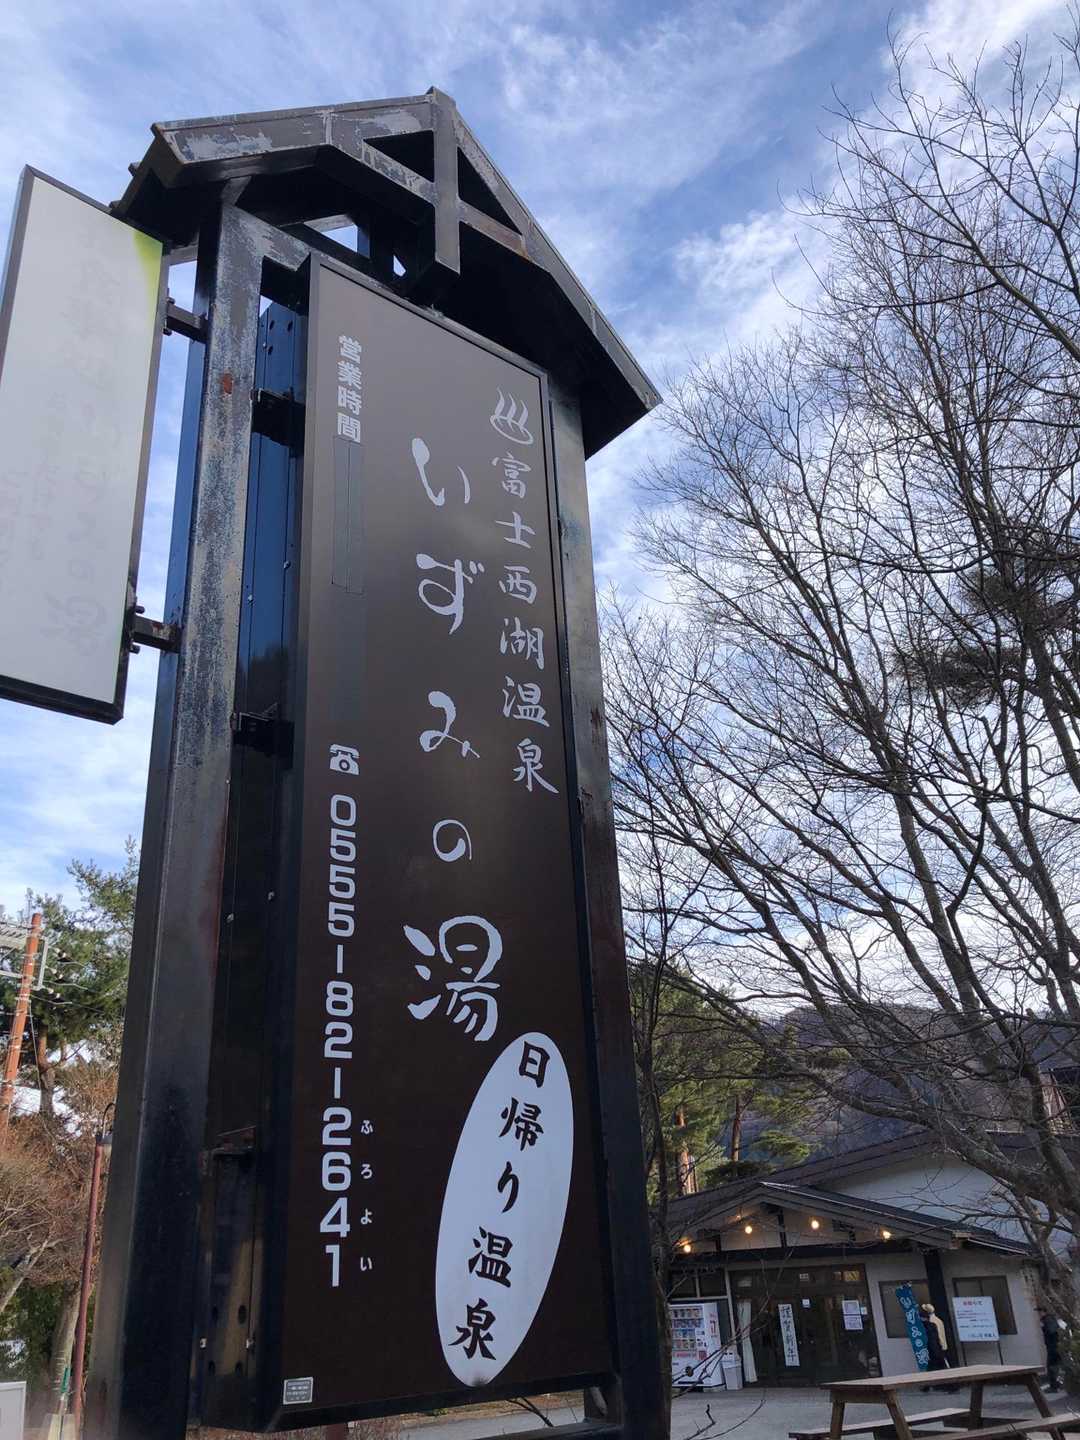 ♨富士西湖温泉
いずみの湯
営業時間
☎0555-82-2641
ふろよい
日帰り温泉